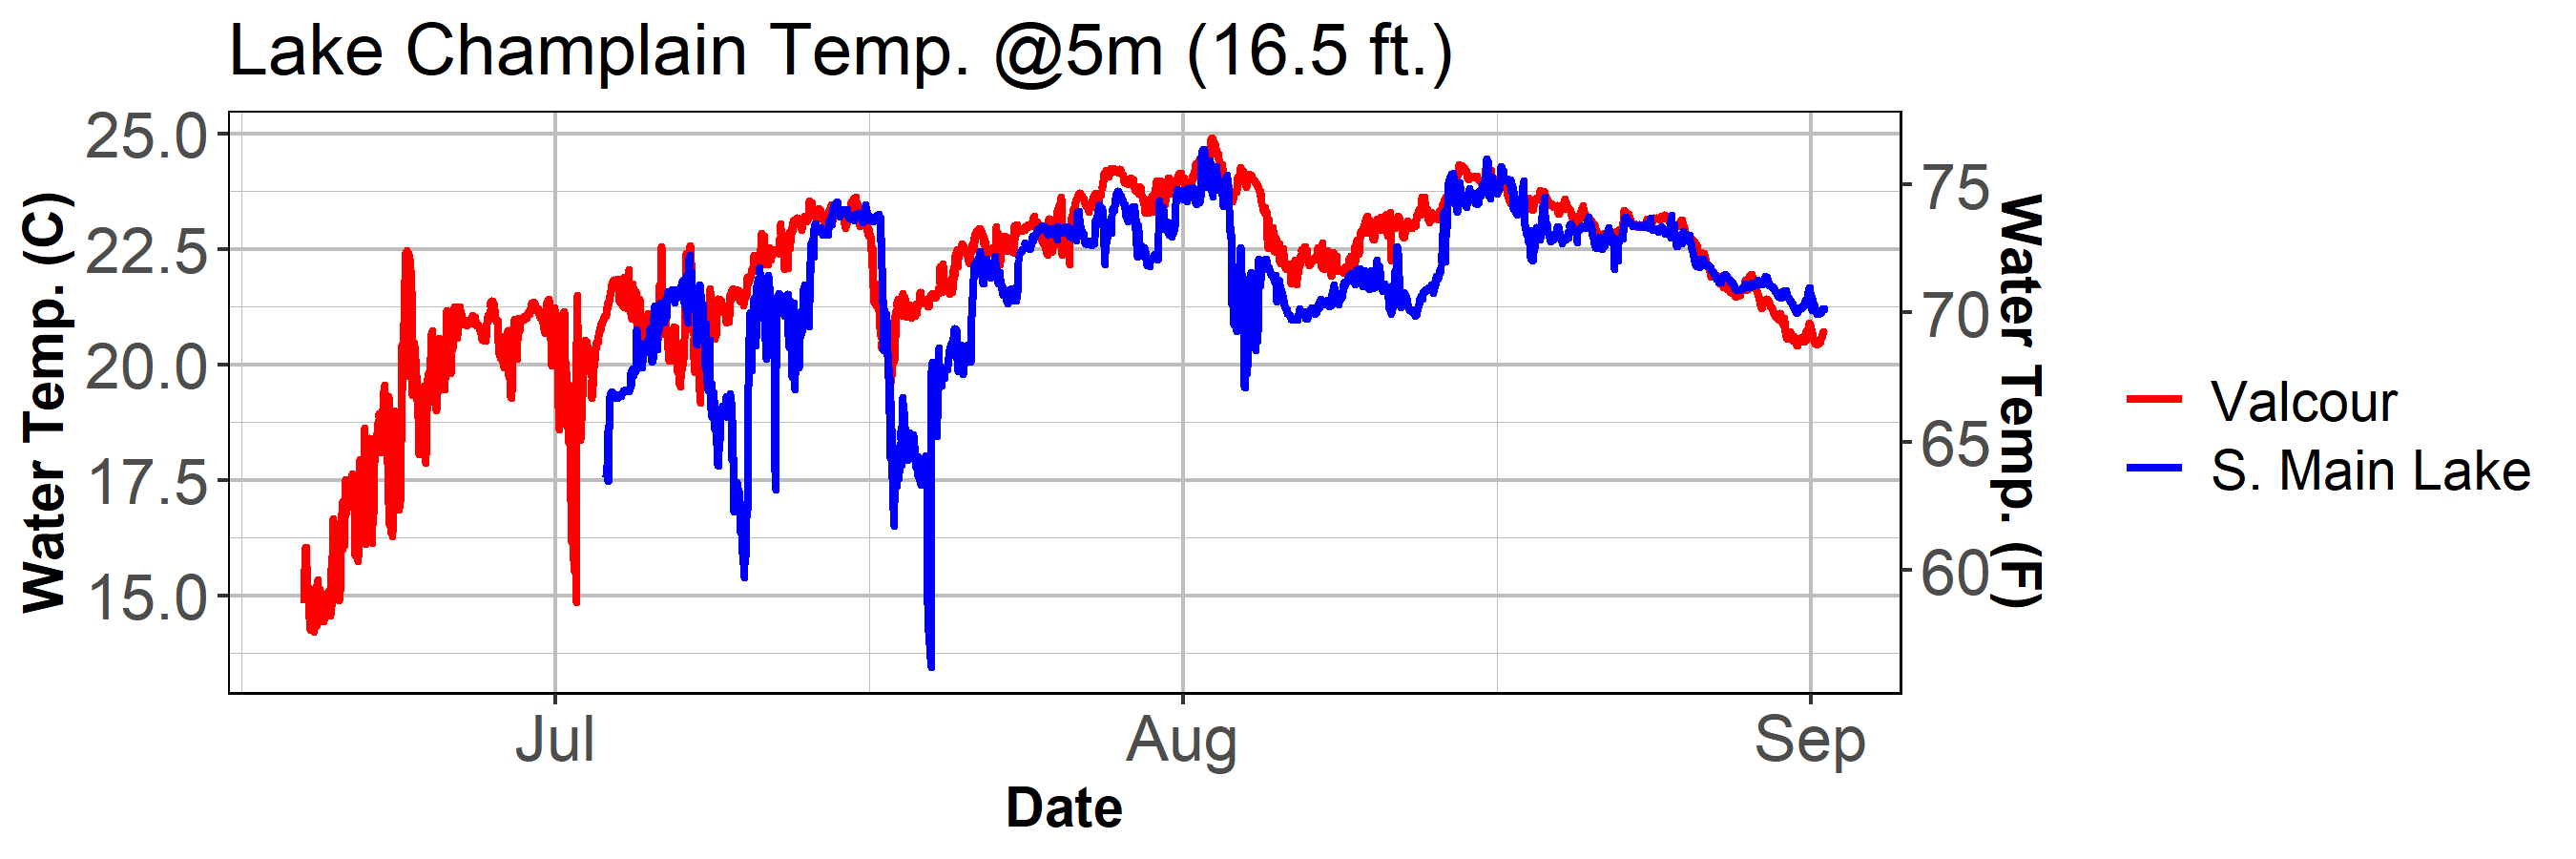 Lake Champlain Temp. @5m (16.5 ft.)
Water Temp. (C)
25.0
22.5
20.0
17.5
15.0
75
70
65
60
Water Temp. (F)
Valcour
S. Main Lake
Jul
Aug
Sep
Date